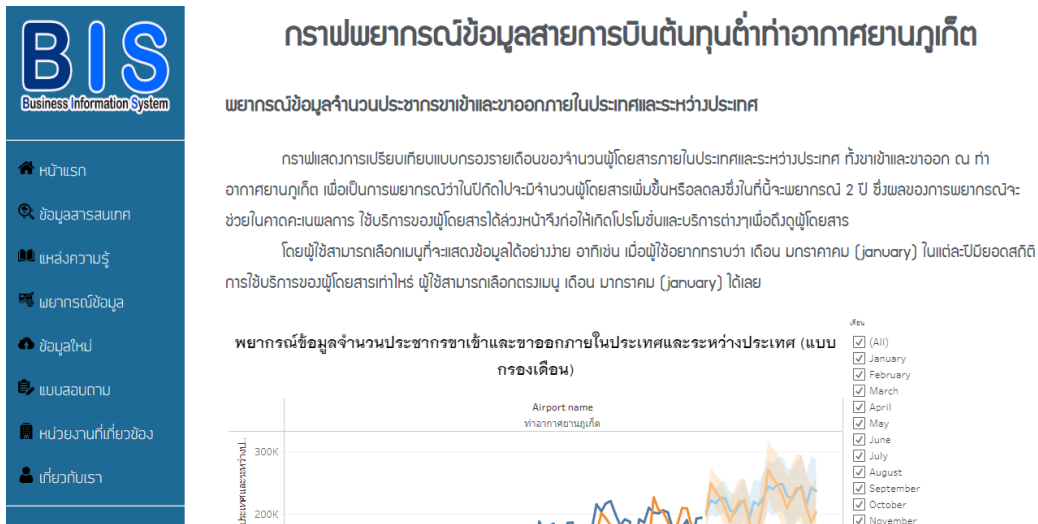 BIS
Business Information System
หน้าแรก
ข้อมูลสารสนเทศ
แหล่งความรู้
พยากรณ์ข้อมูล
ข้อมูลใหม่
แบบสอบถาม
หน่วยงานที่เกี่ยวข้อง
เกี่ยวกับเรา
กราฟพยากรณ์ข้อมูลสายการบินต้นทุนต่ำท่าอากาศยานภูเก็ต
พยากรณ์ข้อมูลจำนวนประชากรขาเข้าและขาออกภายในประเทศและระหว่างประเทศ
กราฟแสดงการเปรียบเทียบแบบกรองรายเดือนของจำนวนผู้โดยสารภายในประเทศและระหว่างประเทศ ทั้งขาเข้าและขาออก ณ ท่า
อากาศยานภูเก็ต เพื่อเป็นการพยากรณ์ว่าในปีถัดไปจะมีจำนวนผู้โดยสารเพิ่มขึ้นหรือลดลงซึ่งในที่นี้จะพยากรณ์ 2 ปี ซึ่งผลของการพยากรณ์จะ
ช่วยในคาดคะเนผลการ ใช้บริการของผู้โดยสารได้ล่วงหน้าจึงก่อให้เกิดโปรโมชั่นและบริการต่างๆเพื่อดึงดูผู้โดยสาร
โดยผู้ใช้สามารถเลือกเมนูที่จะแสดงข้อมูลได้อย่างง่าย อาทิเช่น เมื่อผู้ใช้อยากทราบว่า เดือน มกราคาคม (january) ในแต่ละปีมียอดสถิติ
การใช้บริการของผู้โดยสารเท่าไหร่ ผู้ใช้สามารถเลือกตรงเมนู เดือน มากราคม (january) ได้เลย
พยากรณ์ข้อมูลจำนวนประชากรขาเข้าและขาออกภายในประเทศและระหว่างประเทศ (แบบ
กรองเดือน)
Airport name
ท่าอากาศยานภูเก็ต
ประเทศและระหว่างป..
300K
200K
เดือน
(All)
January
February
March
April
May
June
July
August
September
October
November